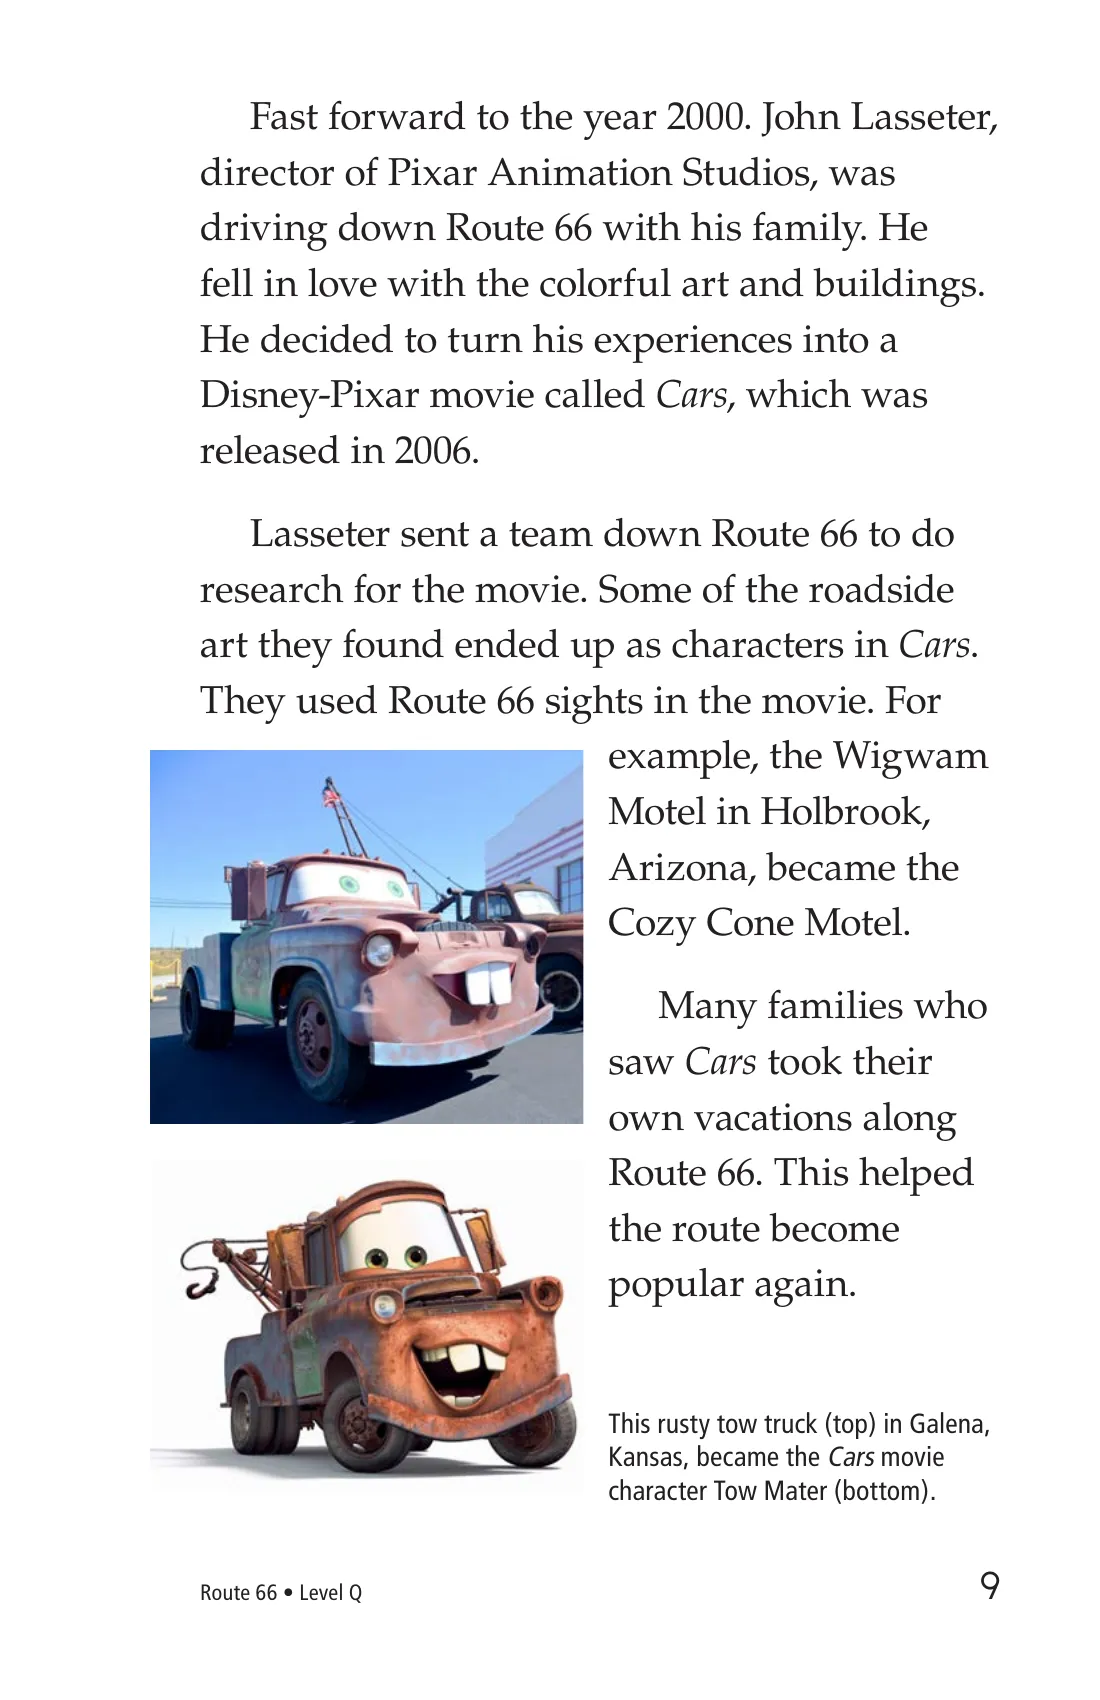 Fast forward to the year 2000. John Lasseter,
director of Pixar Animation Studios, was
driving down Route 66 with his family. He
fell in love with the colorful art and buildings.
He decided to turn his experiences into a
Disney-Pixar movie called Cars, which was
released in 2006.
Lasseter sent a team down Route 66 to do
research for the movie. Some of the roadside
art they found ended up as characters in Cars.
They used Route 66 sights in the movie. For
example, the Wigwam
Motel in Holbrook,
Arizona, became the
Cozy Cone Motel.
Many families who
saw Cars took their
own vacations along
Route 66. This helped
the route become
popular again.
This rusty tow truck (top) in Galena,
Kansas, became the Cars movie
character Tow Mater (bottom).
Route 66 • Level Q
9